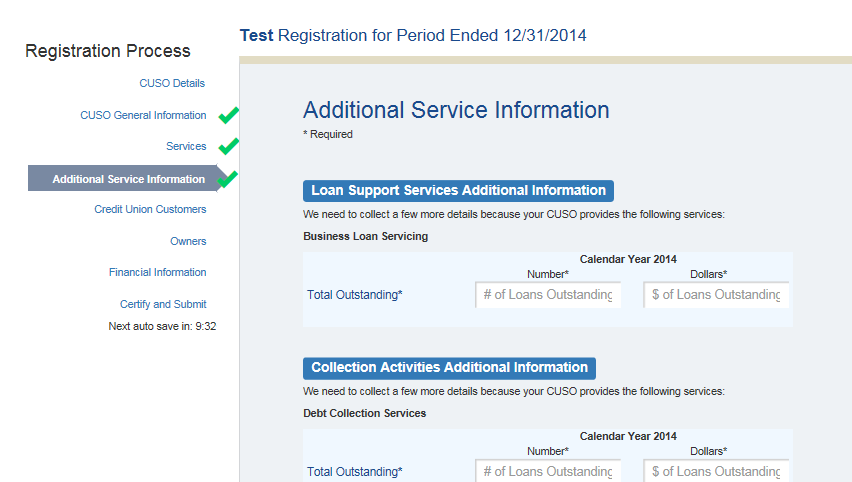 Test Registration for Period Ended 12/31/2014
Registration Process
CUSO Details
CUSO General Information
Services
Additional Service Information
Credit Union Customers
Owners
Financial Information
Certify and Submit
Next auto save in: 9:32
Additional Service Information
* Required
Loan Support Services Additional Information
We need to collect a few more details because your CUSO provides the following services:
Business Loan Servicing
Calendar Year 2014
Number* Dollars*
Total Outstanding* # of Loans Outstanding $ of Loans Outstanding
Collection Activities Additional Information
We need to collect a few more details because your CUSO provides the following services:
Debt Collection Services
Calendar Year 2014
Number* Dollars*
Total Outstanding* # of Loans Outstanding $ of Loans Outstanding